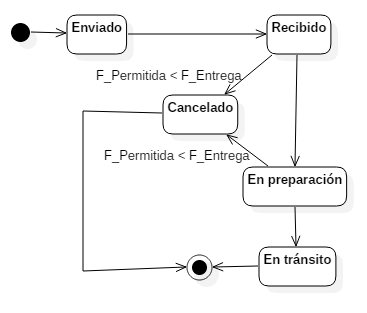 Enviado
Recibido
F_Permitida < F_Entrega
Cancelado
F_Permitida < F_Entrega
En preparación
En tránsito